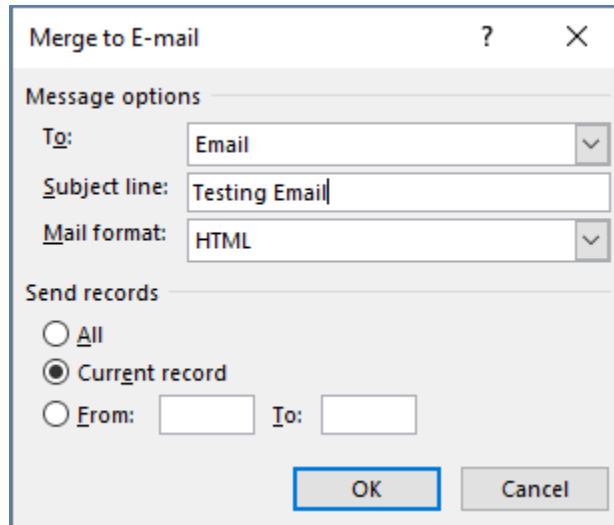 Merge to E-mail ?
Message options
To: Email
Subject line: Testing Email
Mail format: HTML
Send records
All
Current record
From: To:
OK Cancel